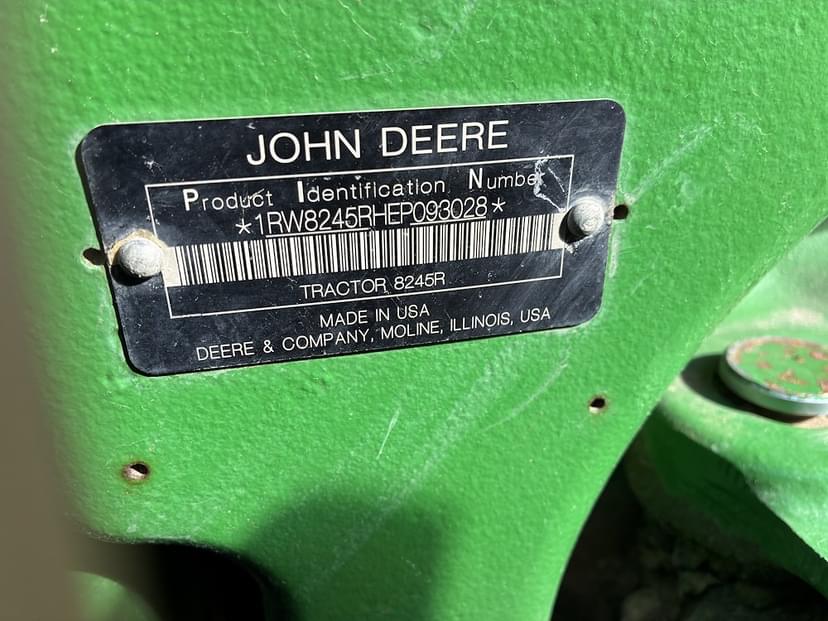 JOHN DEERE
Product Identification Number
*1RW8245RHEP093028*
TRACTOR 8245R
MADE IN USA
DEERE & COMPANY, MOLINE, ILLINOIS, USA